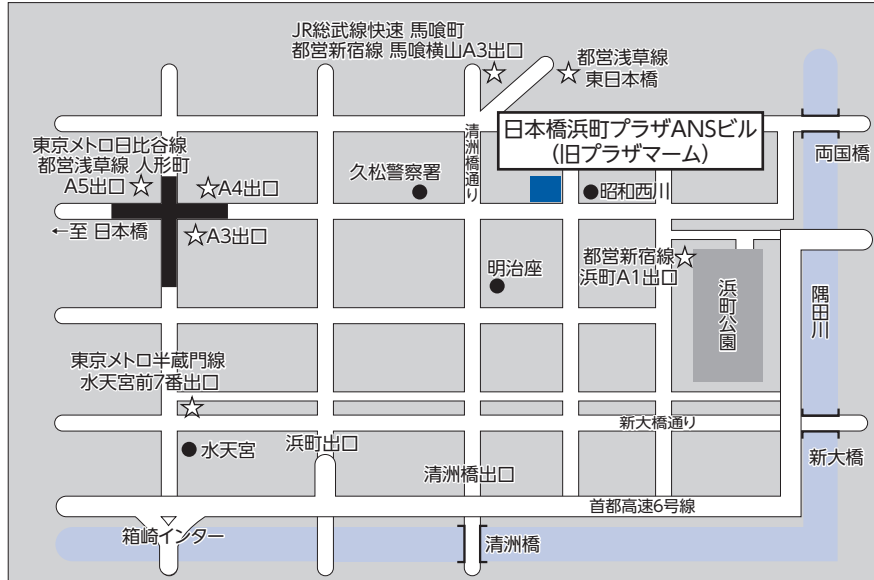 JR総武線快速 馬喰町
都営新宿線 馬喰横山A3出口
都営浅草線
東日本橋
日本橋浜町プラザANSビル
(旧プラザマーム)
両国橋
清洲橋通り
東京メトロ日比谷線
都営浅草線 人形町
A5出口
A4出口
久松警察署
昭和西川
←至 日本橋
A3出口
都営新宿線
浜町A1出口
明治座
浜町公園
隅田川
東京メトロ半蔵門線
水天宮前7番出口
新大橋通り
水天宮
浜町出口
清洲橋出口
新大橋
首都高速6号線
箱崎インター
清洲橋